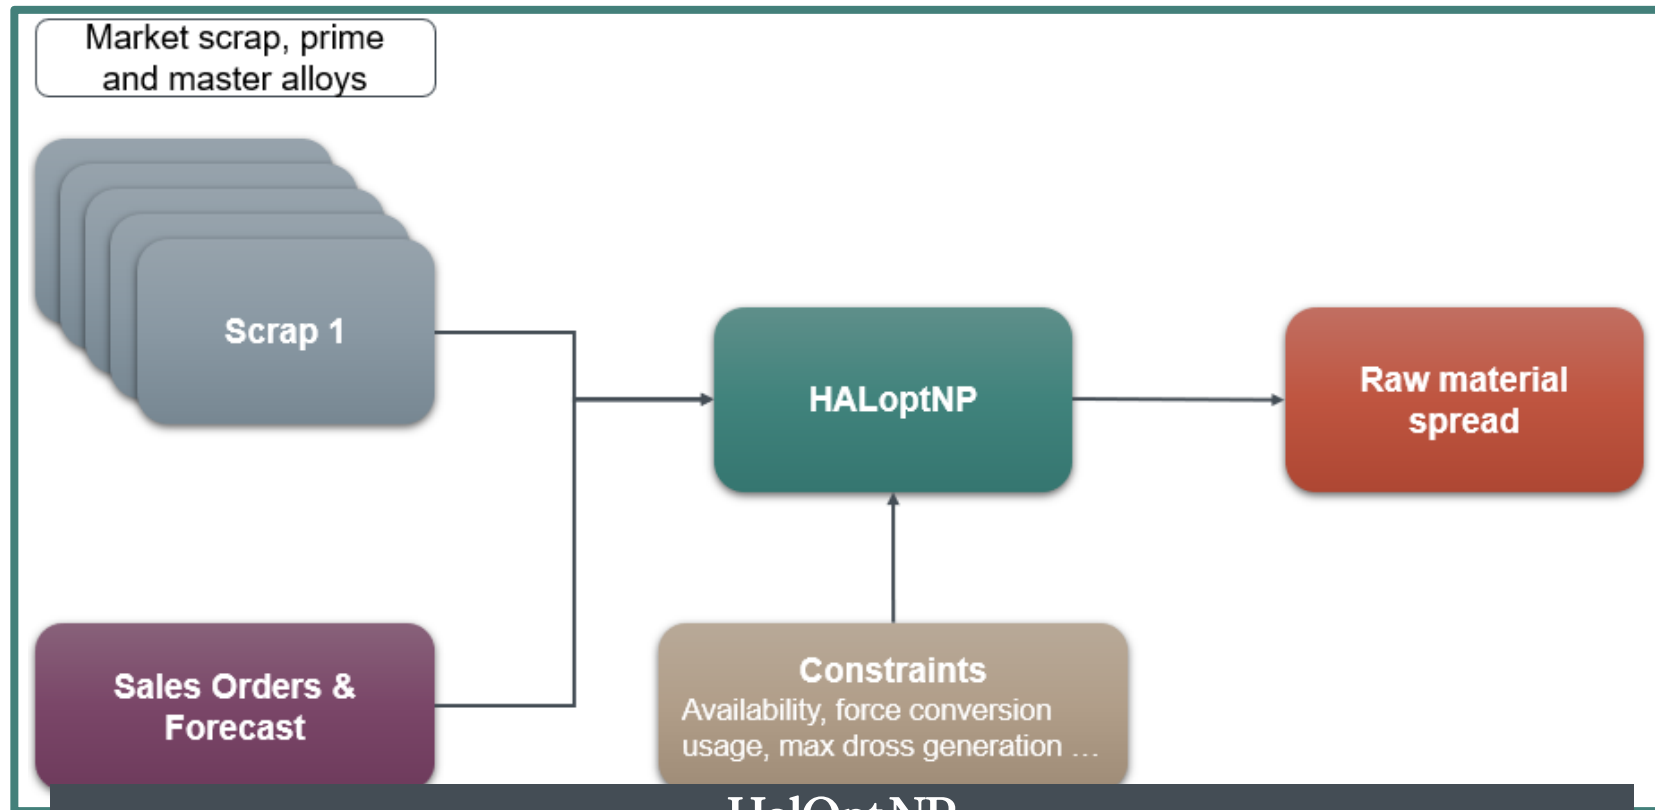 Market scrap, prime
and master alloys
Scrap 1
HALoptNP
Raw material
spread
Sales Orders &
Forecast
Constraints
Availability, force conversion
usage, max dross generation ...
HalOptNP